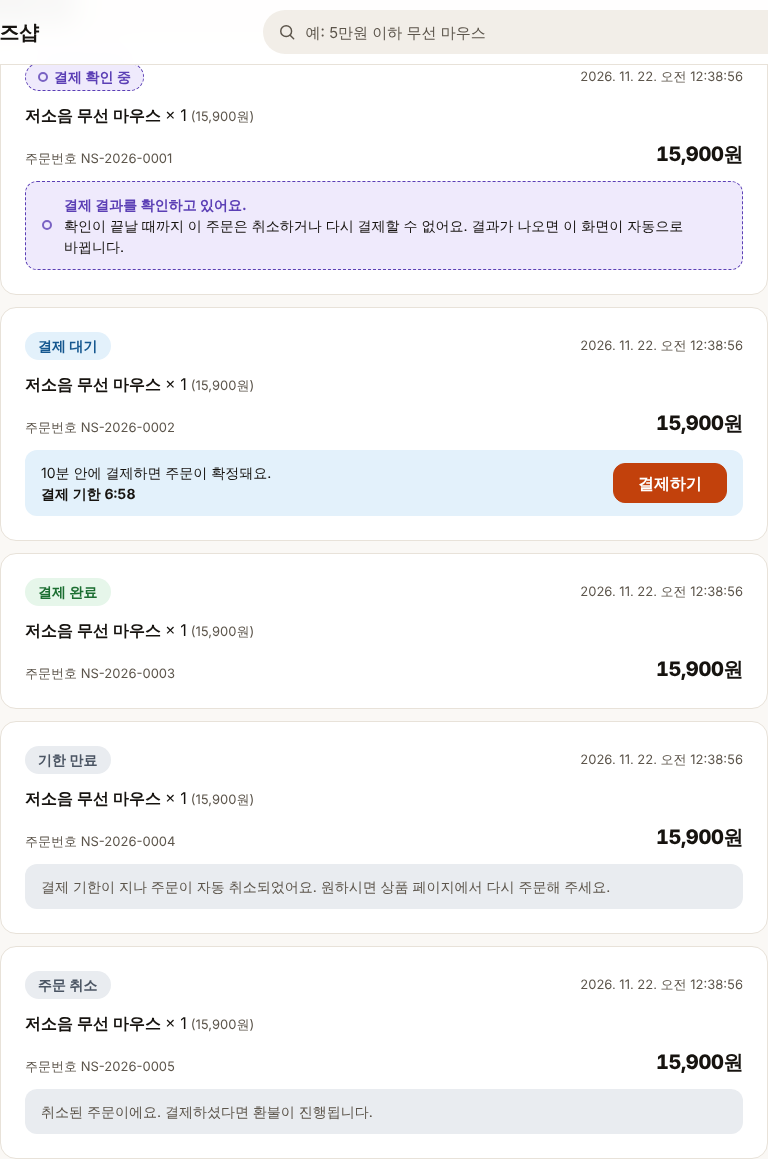 즈샵
예: 5만원 이하 무선 마우스
결제 확인 중
2026. 11. 22. 오전 12:38:56
저소음 무선 마우스 × 1 (15,900원)
주문번호 NS-2026-0001
15,900원
결제 결과를 확인하고 있어요.
확인이 끝날 때까지 이 주문은 취소하거나 다시 결제할 수 없어요. 결과가 나오면 이 화면이 자동으로
바뀝니다.
결제 대기
2026. 11. 22. 오전 12:38:56
저소음 무선 마우스 × 1 (15,900원)
주문번호 NS-2026-0002
15,900원
10분 안에 결제하면 주문이 확정돼요.
결제 기한 6:58
결제하기
결제 완료
2026. 11. 22. 오전 12:38:56
저소음 무선 마우스 × 1 (15,900원)
주문번호 NS-2026-0003
15,900원
기한 만료
2026. 11. 22. 오전 12:38:56
저소음 무선 마우스 × 1 (15,900원)
주문번호 NS-2026-0004
15,900원
결제 기한이 지나 주문이 자동 취소되었어요. 원하시면 상품 페이지에서 다시 주문해 주세요.
주문 취소
2026. 11. 22. 오전 12:38:56
저소음 무선 마우스 × 1 (15,900원)
주문번호 NS-2026-0005
15,900원
취소된 주문이에요. 결제하셨다면 환불이 진행됩니다.